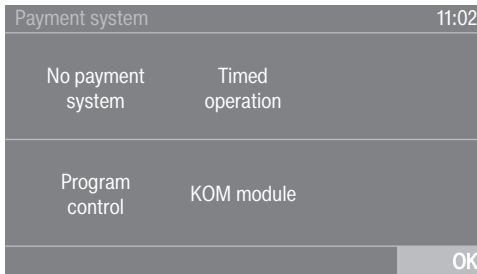 Payment system 11:02
No payment Timed
system operation
Program
control KOM module
OK